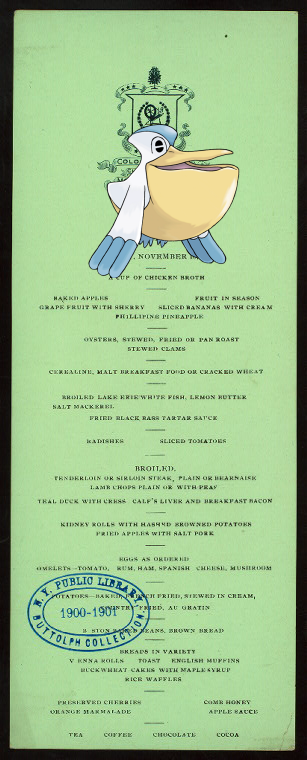 COLO
, NOVEMBER
A CUP OF CHICKEN BROTH
BAKED APPLES FRUIT IN SEASON
GRAPE FRUIT WITH SHERRY SLICED BANANAS WITH CREAM
PHILLIPINE PINEAPPLE
OYSTERS, STEWED, FRIED OR PAN ROAST
STEWED CLAMS
CEREALINE, MALT BREAKFAST FOOD OR CRACKED WHEAT
BROILED LAKE ERIE WHITE FISH, LEMON BUTTER
SALT MACKEREL
FRIED BLACK BASS TARTAR SAUCE
RADISHES SLICED TOMATOES
BROILED.
TENDERLOIN OR SIRLOIN STEAK, PLAIN OR BEARNAISE
LAMB CHOPS PLAIN OR WITH PEAS
TEAL DUCK WITH CRESS CALF'S LIVER AND BREAKFAST BACON
KIDNEY ROLLS WITH HASHED BROWNED POTATOES
FRIED APPLES WITH SALT PORK
EGGS AS ORDERED
OMELETS—TOMATO, RUM, HAM, SPANISH CHEESE, MUSHROOM
POTATOES—BAKED, FRENCH FRIED, STEWED IN CREAM,
FRIED, AU GRATIN
BEANS, BROWN BREAD
N. Y. PUBLIC LIBRARY
1900-1901
BUTTOLPH COLLECTION.
BREADS IN VARIETY
VIENNA ROLLS TOAST ENGLISH MUFFINS
BUCKWHEAT CAKES WITH MAPLE SYRUP
RICE WAFFLES
PRESERVED CHERRIES COMB HONEY
ORANGE MARMALADE APPLE SAUCE
TEA COFFEE CHOCOLATE COCOA